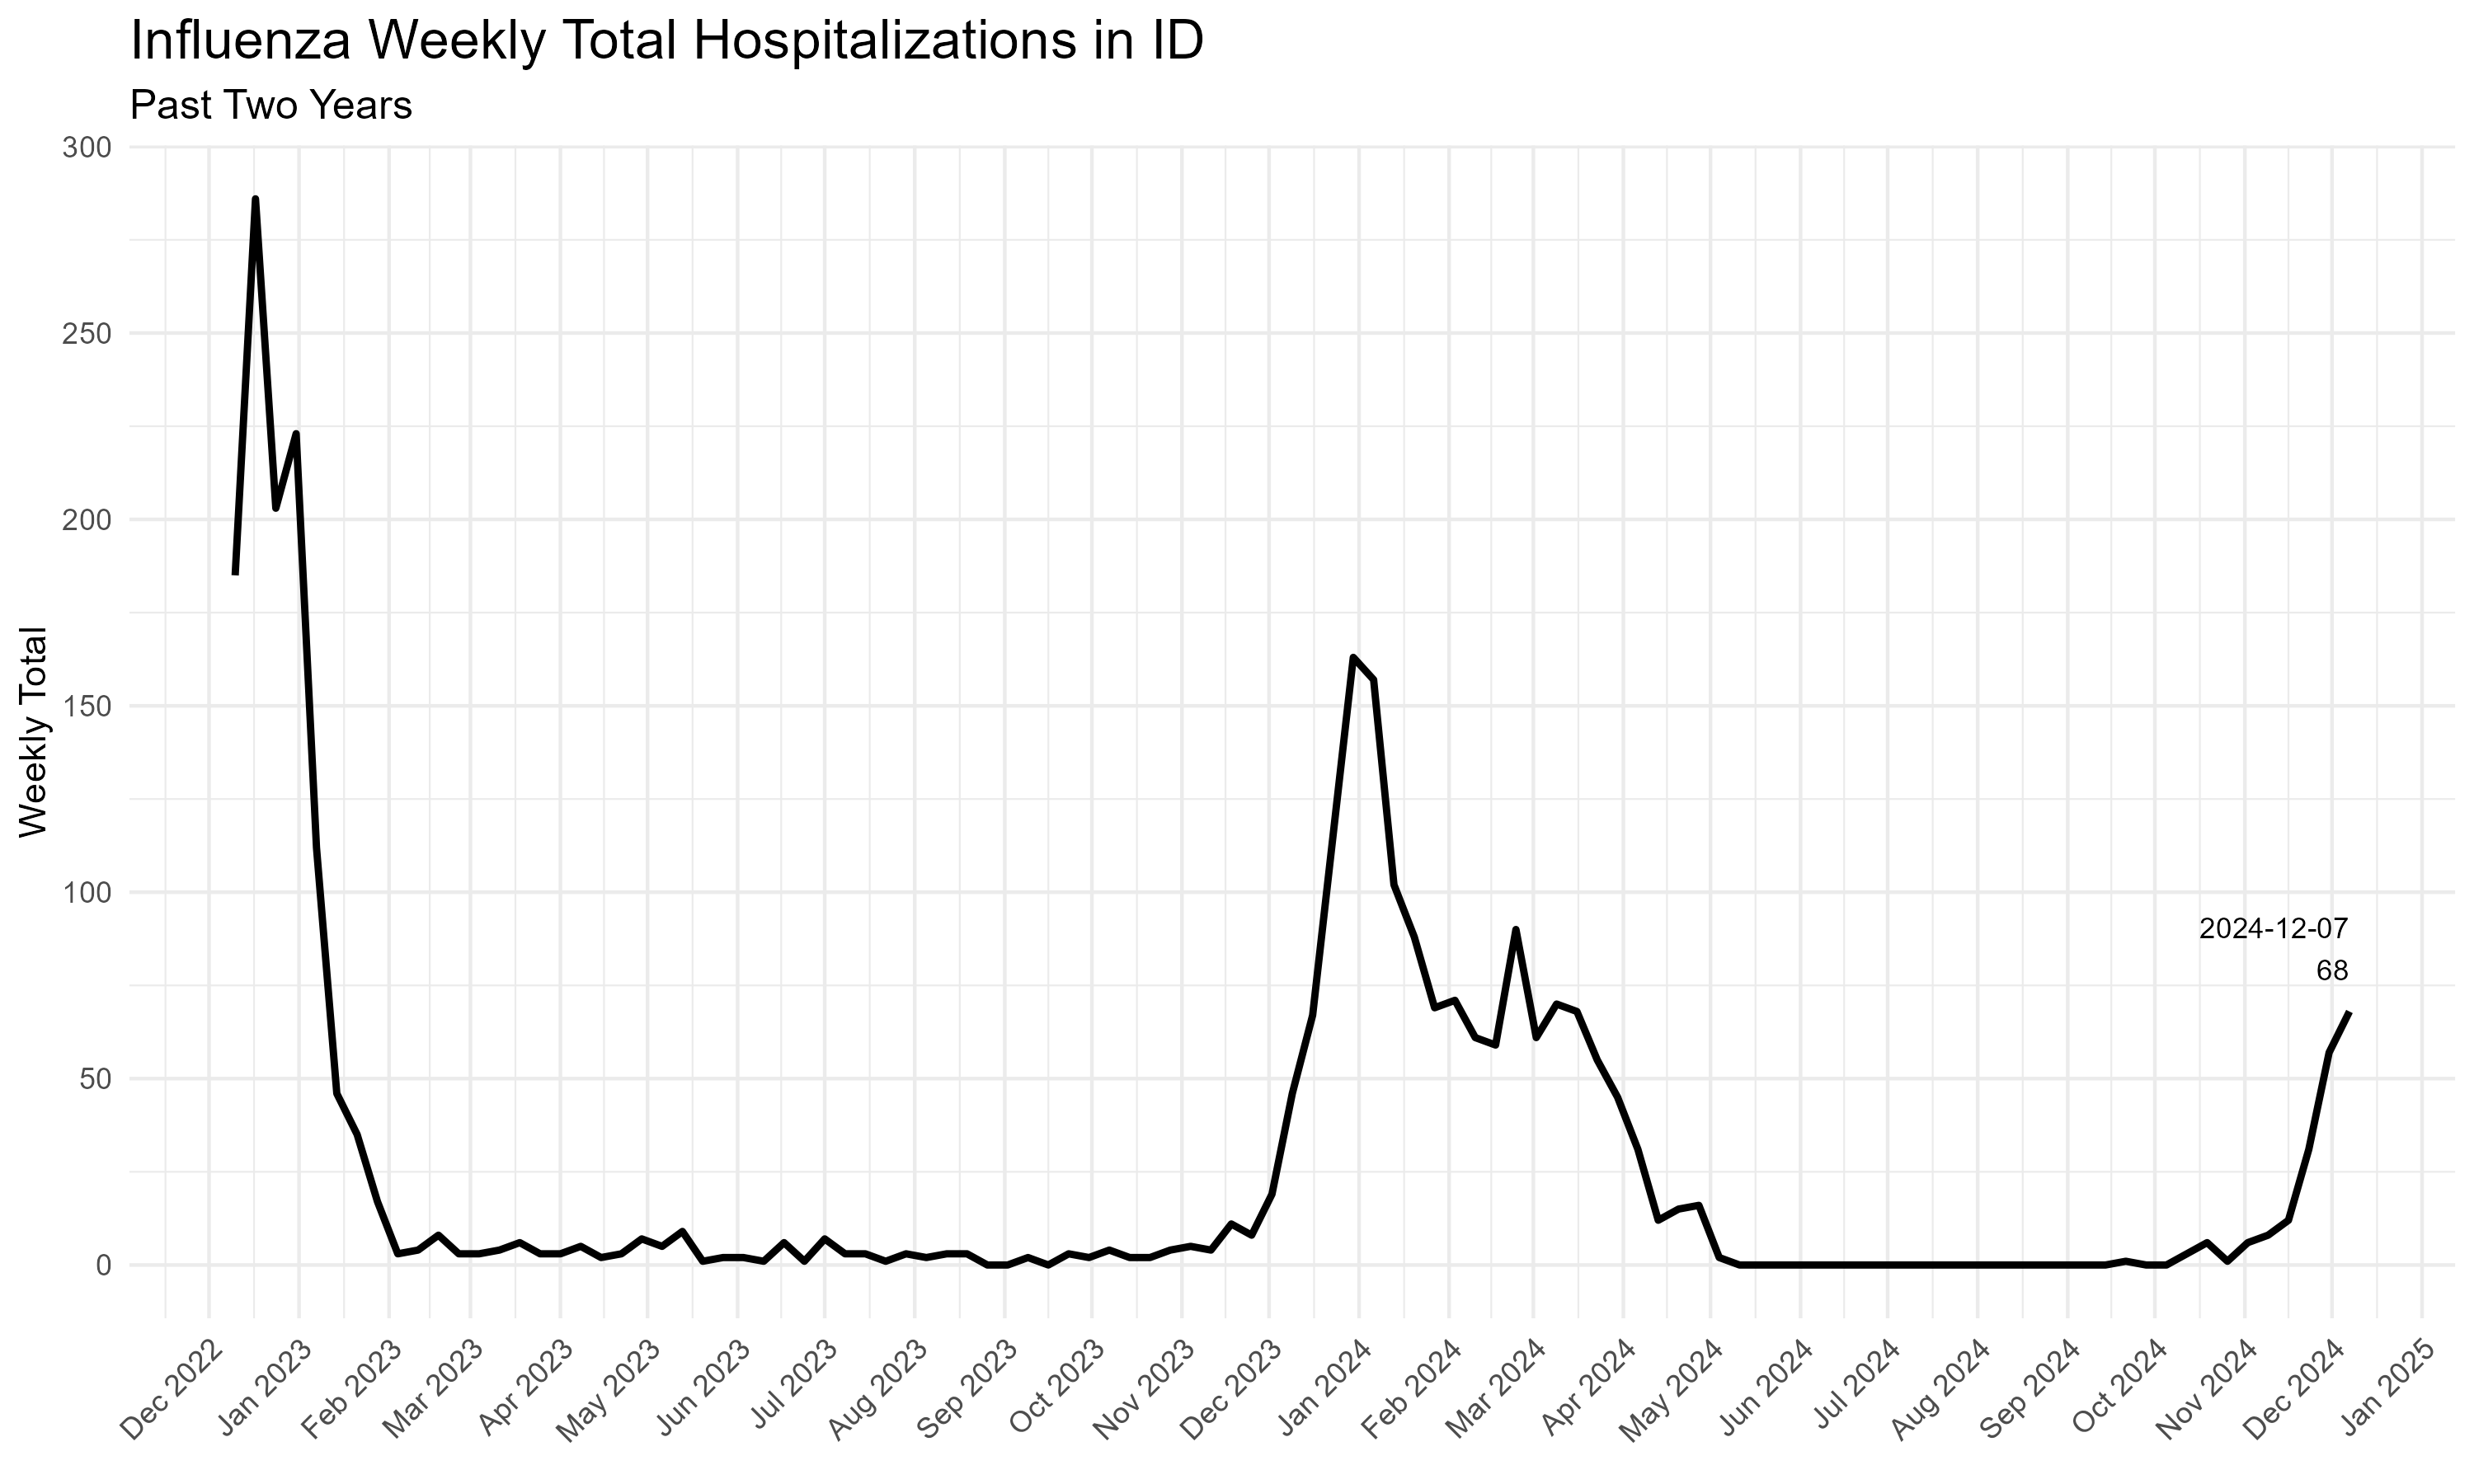 Influenza Weekly Total Hospitalizations in ID
Past Two Years
Weekly Total
300
250
200
150
100
50
0
2024-12-07
68
Dec 2022
Jan 2023
Feb 2023
Mar 2023
Apr 2023
May 2023
Jun 2023
Jul 2023
Aug 2023
Sep 2023
Oct 2023
Nov 2023
Dec 2023
Jan 2024
Feb 2024
Mar 2024
Apr 2024
May 2024
Jun 2024
Jul 2024
Aug 2024
Sep 2024
Oct 2024
Nov 2024
Dec 2024
Jan 2025